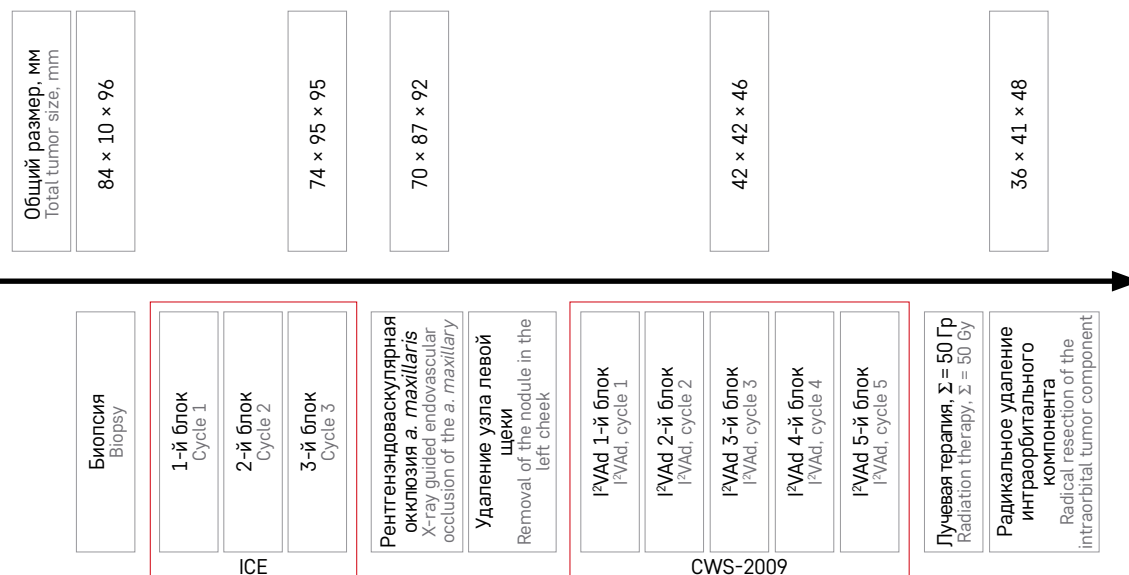 Общий размер, мм
Total tumor size, mm
84 × 10 × 96
74 × 95 × 95
70 × 87 × 92
42 × 42 × 46
36 × 41 × 48
Биопсия
Biopsy
1-й блок
Cycle 1
2-й блок
Cycle 2
3-й блок
Cycle 3
ICE
Рентгенэндоваскулярная
окклюзия a. maxillaris
X-ray guided endovascular
occlusion of the a. maxillary
Удаление узла левой
щеки
Removal of the nodule in the
left cheek
I²VAd 1-й блок
I²VAd, cycle 1
I²VAd 2-й блок
I²VAd, cycle 2
I²VAd 3-й блок
I²VAd, cycle 3
I²VAd 4-й блок
I²VAd, cycle 4
I²VAd 5-й блок
I²VAd, cycle 5
CWS-2009
Лучевая терапия, Σ = 50 Гр
Radiation therapy, Σ = 50 Gy
Радикальное удаление
интраорбитального
компонента
Radical resection of the
intraorbital tumor component